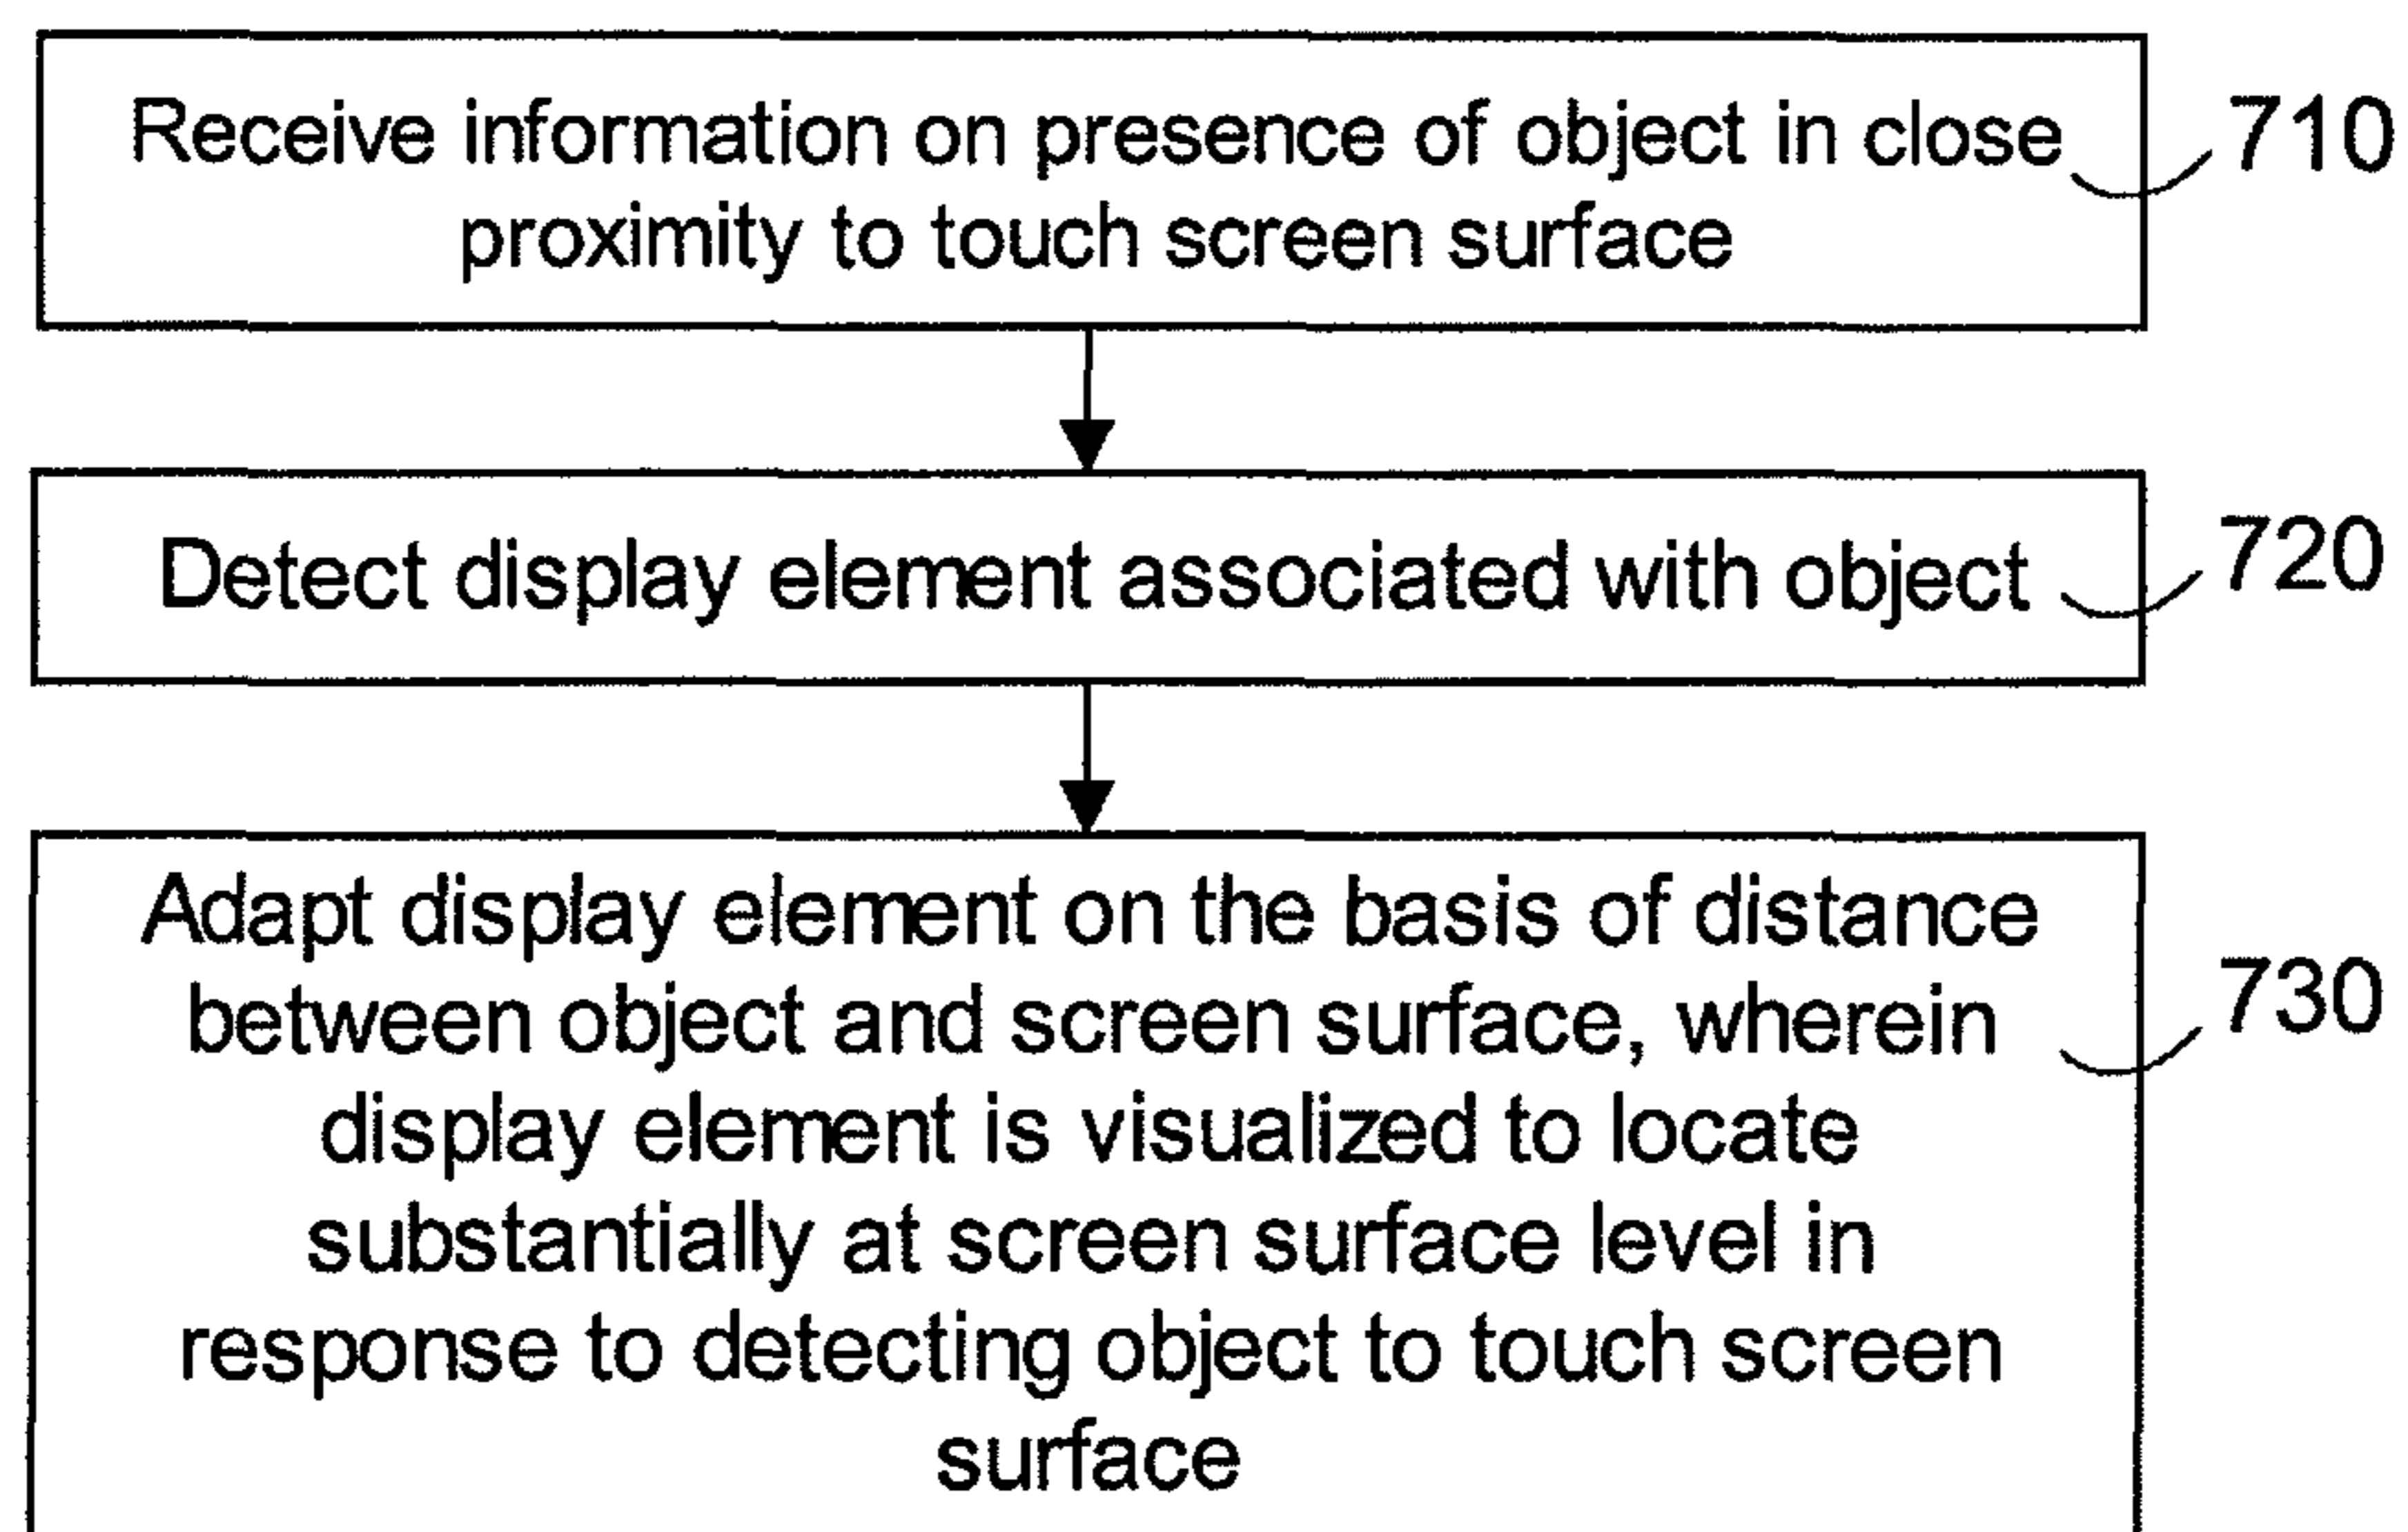 Receive information on presence of object in close
proximity to touch screen surface
710
Detect display element associated with object
720
Adapt display element on the basis of distance
between object and screen surface, wherein
display element is visualized to locate
substantially at screen surface level in
response to detecting object to touch screen
surface
730